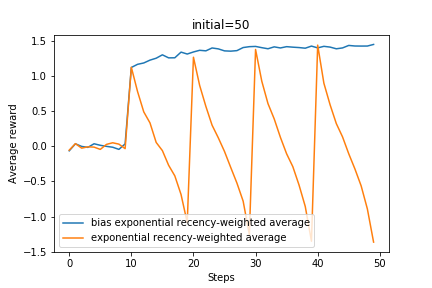 initial=50
1.5
1.0
0.5
0.0
−0.5
−1.0
−1.5
Average reward
bias exponential recency-weighted average
exponential recency-weighted average
0 10 20 30 40 50
Steps